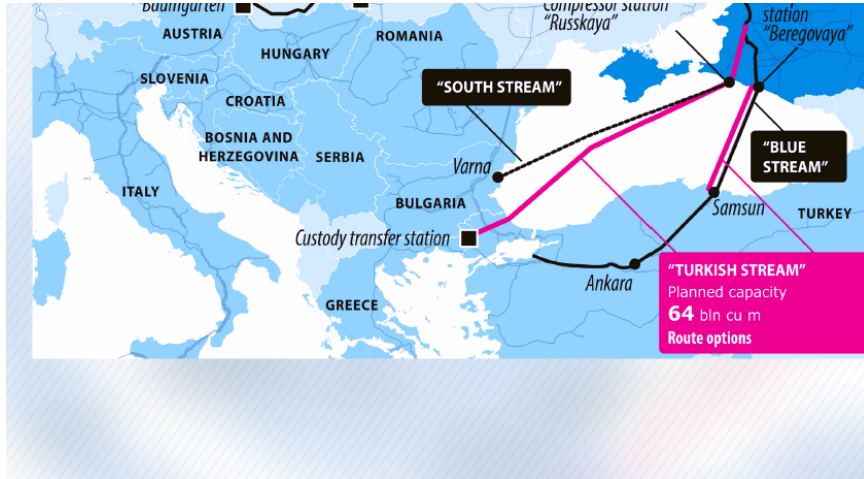 Baumgarten
Compressor station
"Russkaya"
station
"Beregovaya"
AUSTRIA
ROMANIA
HUNGARY
SLOVENIA
"SOUTH STREAM"
CROATIA
BOSNIA AND
HERZEGOVINA
SERBIA
"BLUE
STREAM"
Varna
ITALY
BULGARIA
Samsun
TURKEY
Custody transfer station
"TURKISH STREAM"
Planned capacity
64 bln cu m
Route options
Ankara
GREECE